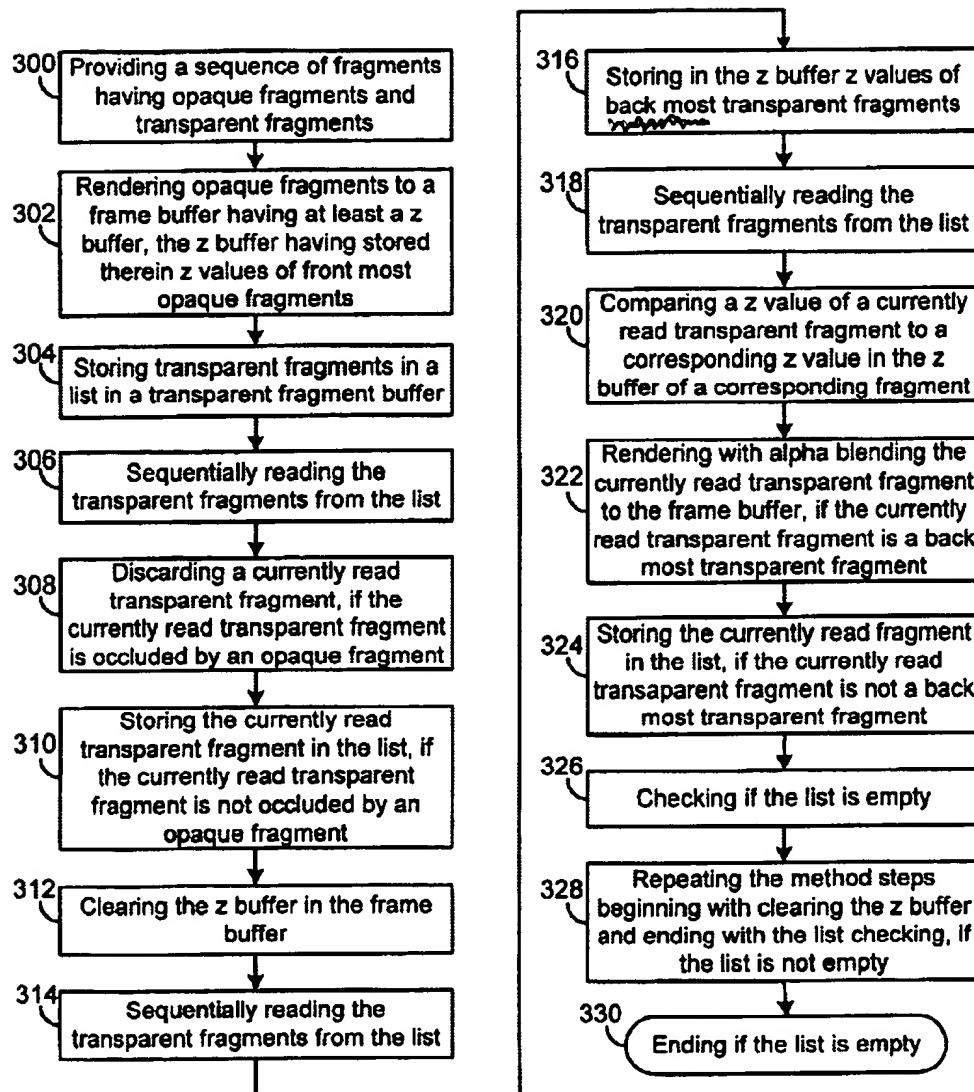 300
Providing a sequence of fragments
having opaque fragments and
transparent fragments
302
Rendering opaque fragments to a
frame buffer having at least a z
buffer, the z buffer having stored
therein z values of front most
opaque fragments
304
Storing transparent fragments in a
list in a transparent fragment buffer
306
Sequentially reading the
transparent fragments from the list
308
Discarding a currently read
transparent fragment, if the
currently read transparent fragment
is occluded by an opaque fragment
310
Storing the currently read
transparent fragment in the list, if
the currently read transparent
fragment is not occluded by an
opaque fragment
312
Clearing the z buffer in the frame
buffer
314
Sequentially reading the
transparent fragments from the list
316
Storing in the z buffer z values of
back most transparent fragments
318
Sequentially reading the
transparent fragments from the list
320
Comparing a z value of a currently
read transparent fragment to a
corresponding z value in the z
buffer of a corresponding fragment
322
Rendering with alpha blending the
currently read transparent fragment
to the frame buffer, if the currently
read transparent fragment is a back
most transparent fragment
324
Storing the currently read fragment
in the list, if the currently read
transaparent fragment is not a back
most transparent fragment
326
Checking if the list is empty
328
Repeating the method steps
beginning with clearing the z buffer
and ending with the list checking, if
the list is not empty
330
Ending if the list is empty